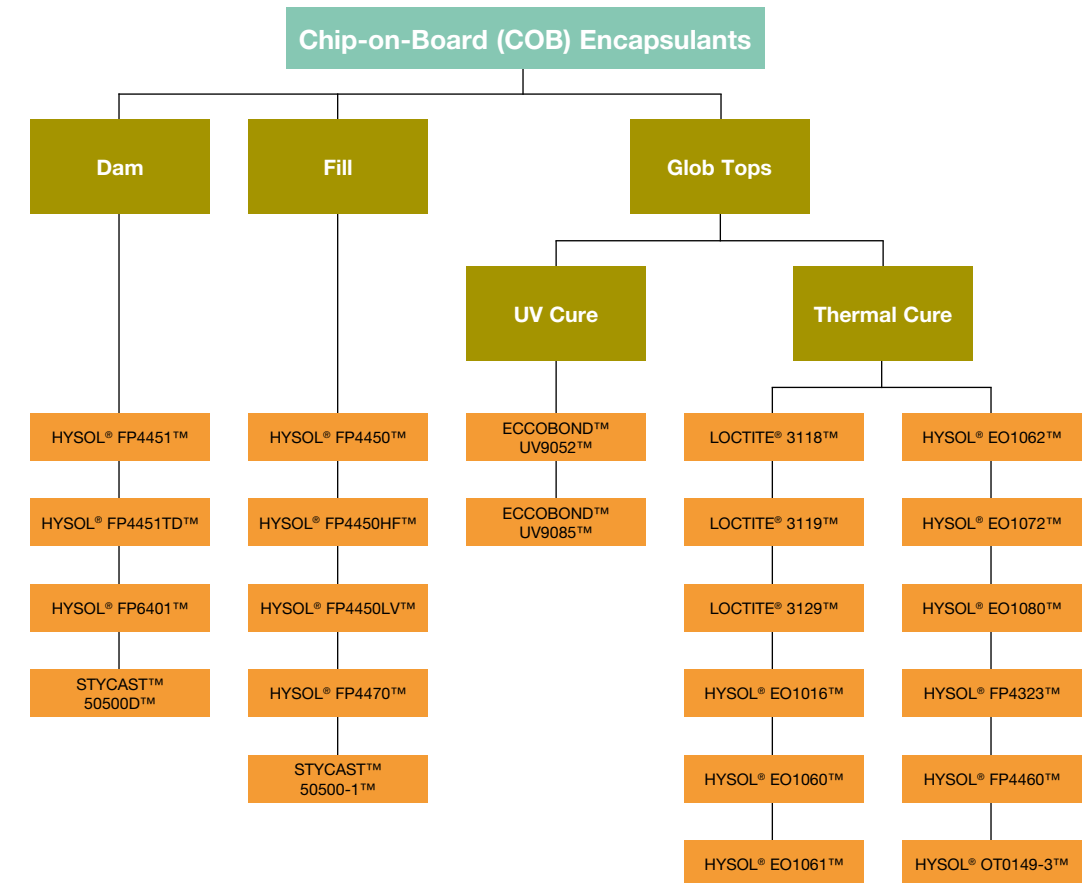 Chip-on-Board (COB) Encapsulants
Dam
Fill
Glob Tops
UV Cure
Thermal Cure
HYSOL® FP4451™
HYSOL® FP4451TD™
HYSOL® FP6401™
STYCAST™
50500D™
HYSOL® FP4450™
HYSOL® FP4450HF™
HYSOL® FP4450LV™
HYSOL® FP4470™
STYCAST™
50500-1™
ECCOBOND™
UV9052™
ECCOBOND™
UV9085™
LOCTITE® 3118™
LOCTITE® 3119™
LOCTITE® 3129™
HYSOL® EO1016™
HYSOL® EO1060™
HYSOL® EO1061™
HYSOL® EO1062™
HYSOL® EO1072™
HYSOL® EO1080™
HYSOL® FP4323™
HYSOL® FP4460™
HYSOL® OT0149-3™